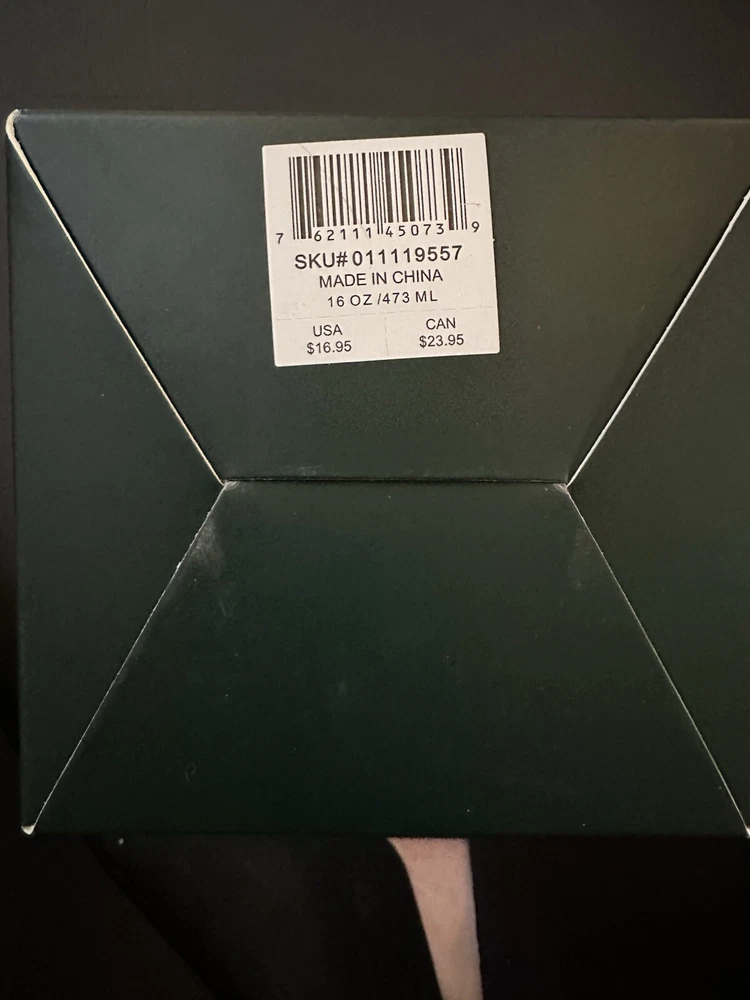 7 62111 45073 9
SKU# 011119557
MADE IN CHINA
16 OZ /473 ML
USA CAN
$16.95 $23.95